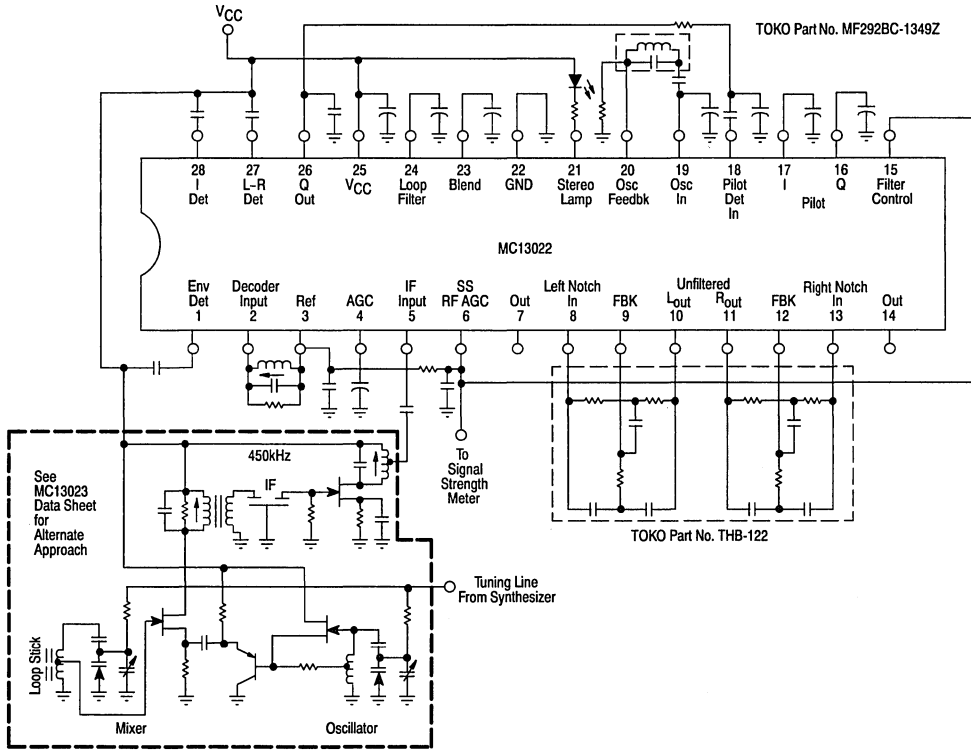 VCC
TOKO Part No. MF292BC-1349Z
28
I
Det
27
L–R
Det
26
Q
Out
25
VCC
24
Loop
Filter
23
Blend
22
GND
21
Stereo
Lamp
20
Osc
Feedbk
19
Osc
In
18
Pilot
Det
In
17
I
16
Q
Pilot
15
Filter
Control
MC13022
Env
Det
1
Decoder
Input
2
Ref
3
AGC
4
IF
Input
5
SS
RF AGC
6
Out
7
Left Notch
In
8
FBK
9
Unfiltered
Lout
10
Rout
11
FBK
12
Right Notch
In
13
Out
14
To
Signal
Strength
Meter
TOKO Part No. THB-122
See
MC13023
Data Sheet
for
Alternate
Approach
450kHz
IF
Tuning Line
From Synthesizer
Loop Stick
Mixer
Oscillator